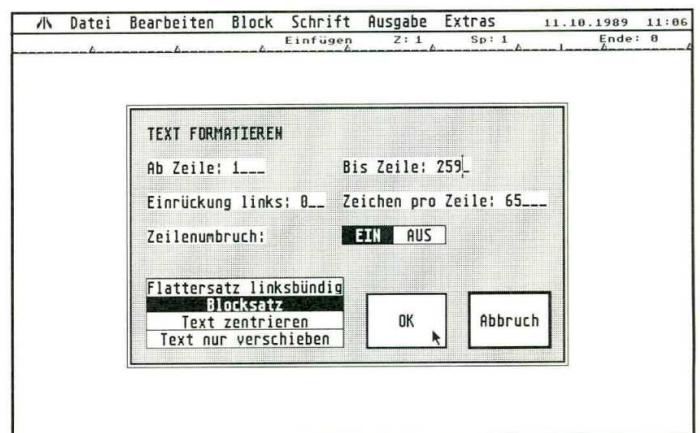 Datei Bearbeiten Block Schrift Ausgabe Extras 11.10.1989 11:06
Einfügen Z: 1 Sp: 1 Ende: 0
TEXT FORMATIEREN
Ab Zeile: 1___ Bis Zeile: 259_
Einrückung links: 0__ Zeichen pro Zeile: 65___
Zeilenumbruch: EIN AUS
Flattersatz linksbündig
Blocksatz
Text zentrieren
Text nur verschieben
OK
Abbruch